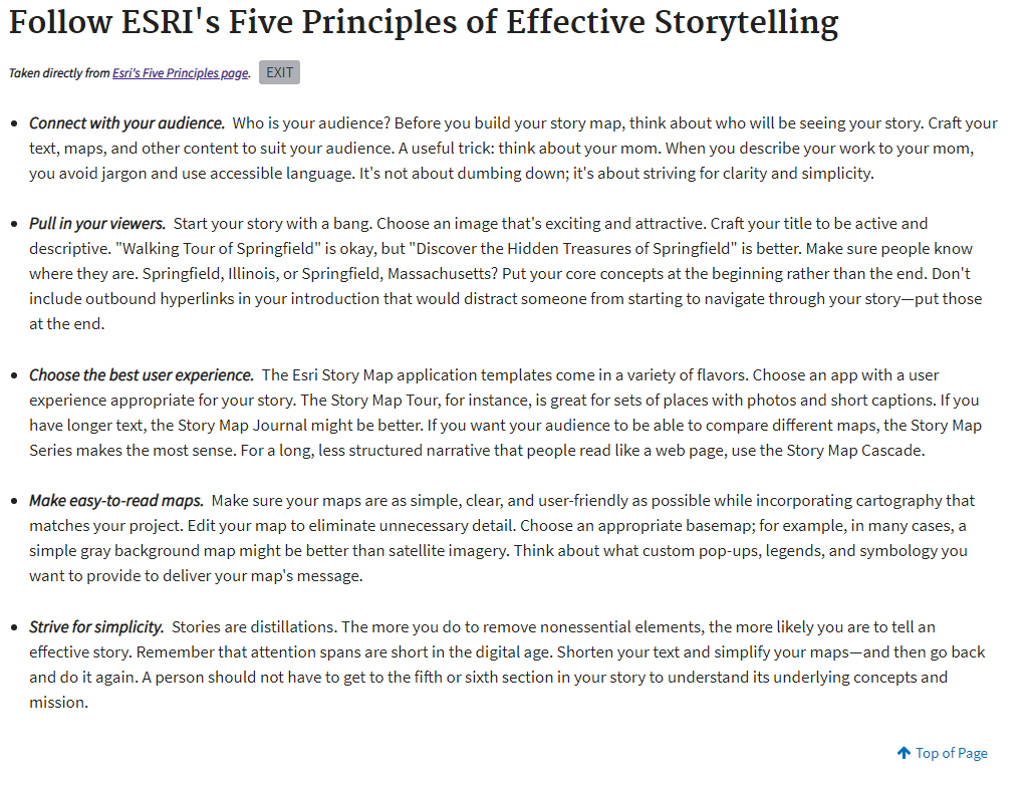 Follow ESRI's Five Principles of Effective Storytelling
Taken directly from Esri's Five Principles page. EXIT
• Connect with your audience. Who is your audience? Before you build your story map, think about who will be seeing your story. Craft your
text, maps, and other content to suit your audience. A useful trick: think about your mom. When you describe your work to your mom,
you avoid jargon and use accessible language. It's not about dumbing down; it's about striving for clarity and simplicity.
• Pull in your viewers. Start your story with a bang. Choose an image that's exciting and attractive. Craft your title to be active and
descriptive. "Walking Tour of Springfield" is okay, but "Discover the Hidden Treasures of Springfield" is better. Make sure people know
where they are. Springfield, Illinois, or Springfield, Massachusetts? Put your core concepts at the beginning rather than the end. Don't
include outbound hyperlinks in your introduction that would distract someone from starting to navigate through your story—put those
at the end.
• Choose the best user experience. The Esri Story Map application templates come in a variety of flavors. Choose an app with a user
experience appropriate for your story. The Story Map Tour, for instance, is great for sets of places with photos and short captions. If you
have longer text, the Story Map Journal might be better. If you want your audience to be able to compare different maps, the Story Map
Series makes the most sense. For a long, less structured narrative that people read like a web page, use the Story Map Cascade.
• Make easy-to-read maps. Make sure your maps are as simple, clear, and user-friendly as possible while incorporating cartography that
matches your project. Edit your map to eliminate unnecessary detail. Choose an appropriate basemap; for example, in many cases, a
simple gray background map might be better than satellite imagery. Think about what custom pop-ups, legends, and symbology you
want to provide to deliver your map's message.
• Strive for simplicity. Stories are distillations. The more you do to remove nonessential elements, the more likely you are to tell an
effective story. Remember that attention spans are short in the digital age. Shorten your text and simplify your maps—and then go back
and do it again. A person should not have to get to the fifth or sixth section in your story to understand its underlying concepts and
mission.
Top of Page